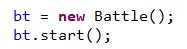 bt = new Battle();
bt.start();